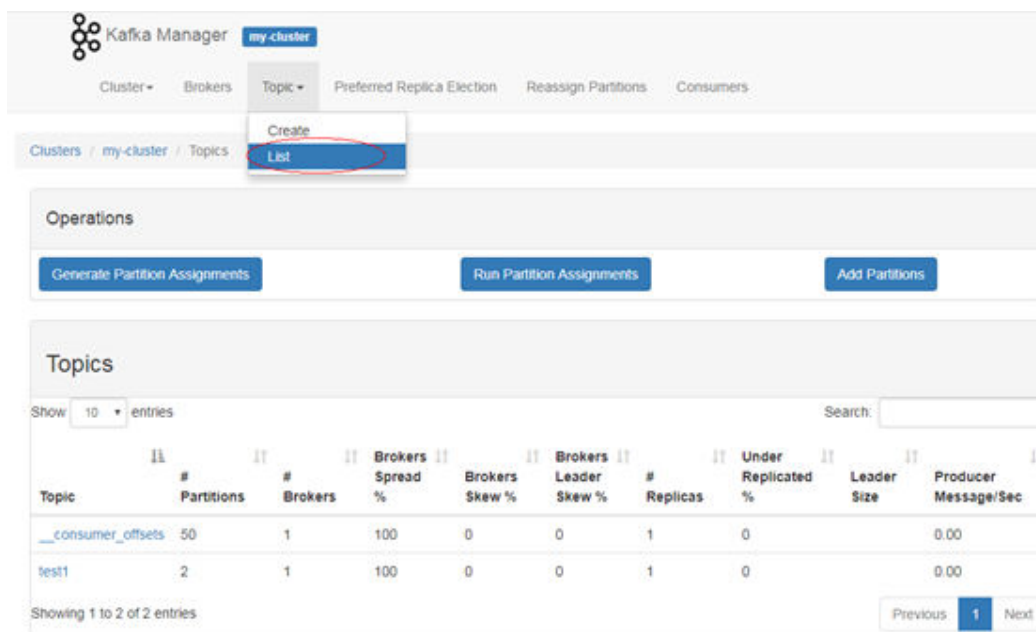 Kafka Manager my-cluster
Cluster Brokers Topic Preferred Replica Election Reassign Partitions Consumers
Create
List
Clusters / my-cluster / Topics
Operations
Generate Partition Assignments Run Partition Assignments Add Partitions
Topics
Show 10 entries Search:
Topic # Partitions # Brokers Brokers Spread % Brokers Skew % Brokers Leader Skew % # Replicas Under Replicated % Leader Size Producer Message/Sec
__consumer_offsets 50 1 100 0 0 1 0 0.00
test1 2 1 100 0 0 1 0 0.00
Showing 1 to 2 of 2 entries Previous 1 Next